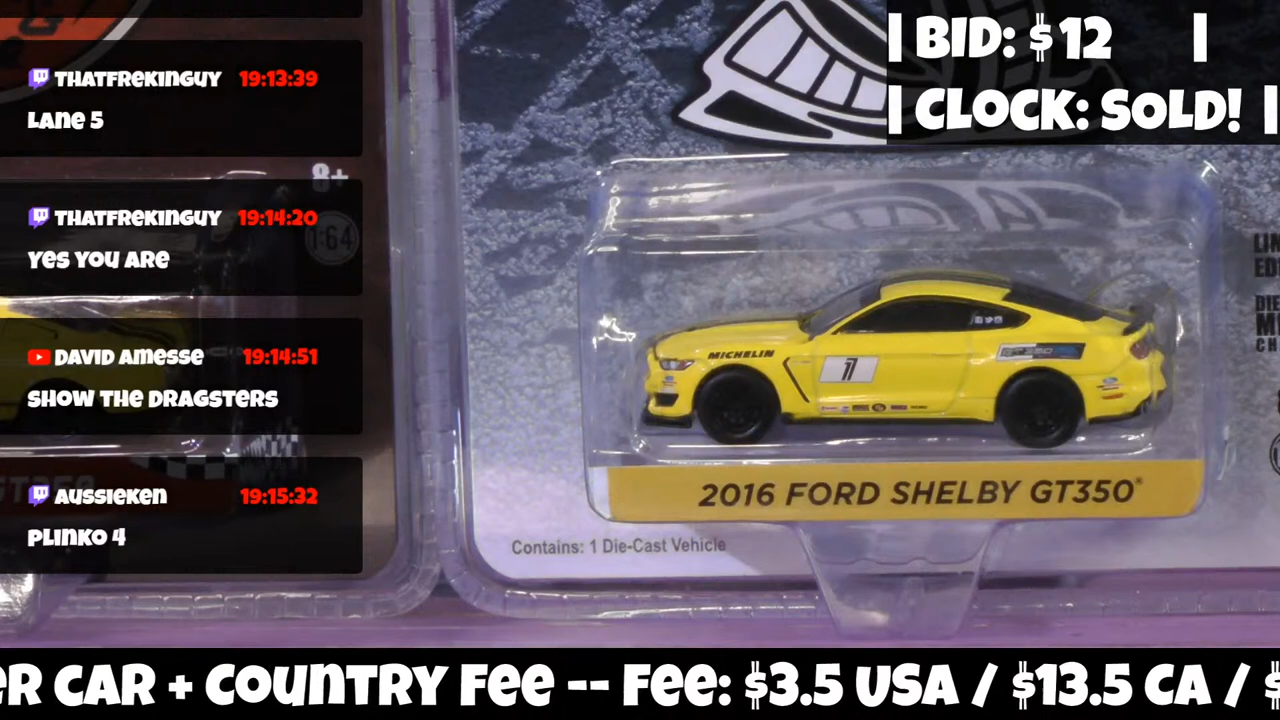 | BID: $12 |
| CLOCK: SOLD! |
THATFREKINGUY 19:13:39
Lane 5
8+
1:64
THATFREKINGUY 19:14:20
Yes you are
DAVID AMESSE 19:14:51
SHOW THE DRAGSTERS
AUSSIEKEN 19:15:32
Plinko 4
MICHELIN
7
2016 FORD SHELBY GT350®
Contains: 1 Die-Cast Vehicle
ER CAR + COUNTRY FEE -- FEE: $3.5 USA / $13.5 CA / $